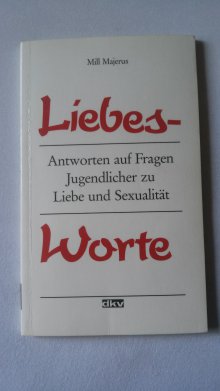 Mill Majerus
Liebes-
Antworten auf Fragen
Jugendlicher zu
Liebe und Sexualität
Worte
dkv